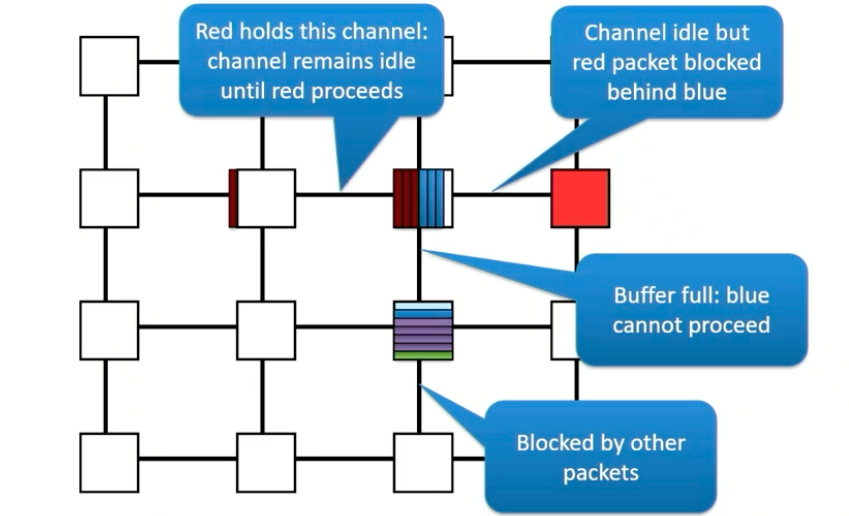 Red holds this channel:
channel remains idle
until red proceeds
Channel idle but
red packet blocked
behind blue
Buffer full: blue
cannot proceed
Blocked by other
packets